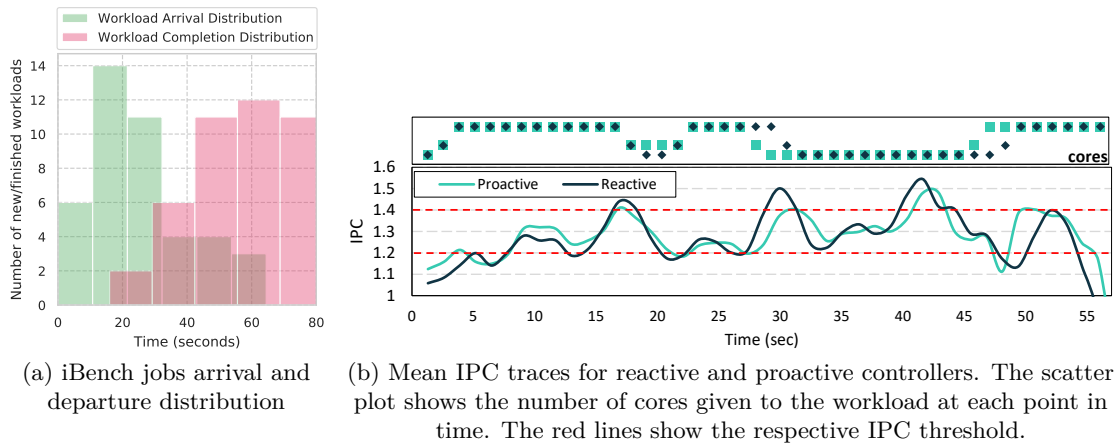 Workload Arrival Distribution
Workload Completion Distribution
Number of new/finished workloads
14
12
10
8
6
4
2
0
0 20 40 60 80
Time (seconds)
(a) iBench jobs arrival and
departure distribution
cores
Proactive Reactive
IPC
1.6
1.5
1.4
1.3
1.2
1.1
1
0 5 10 15 20 25 30 35 40 45 50 55
Time (sec)
(b) Mean IPC traces for reactive and proactive controllers. The scatter
plot shows the number of cores given to the workload at each point in
time. The red lines show the respective IPC threshold.